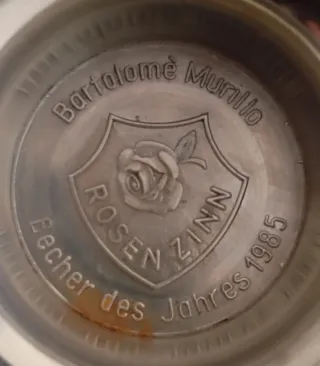 Bartolomè Murillo
ROSEN ZINN
Becher des Jahres 1985